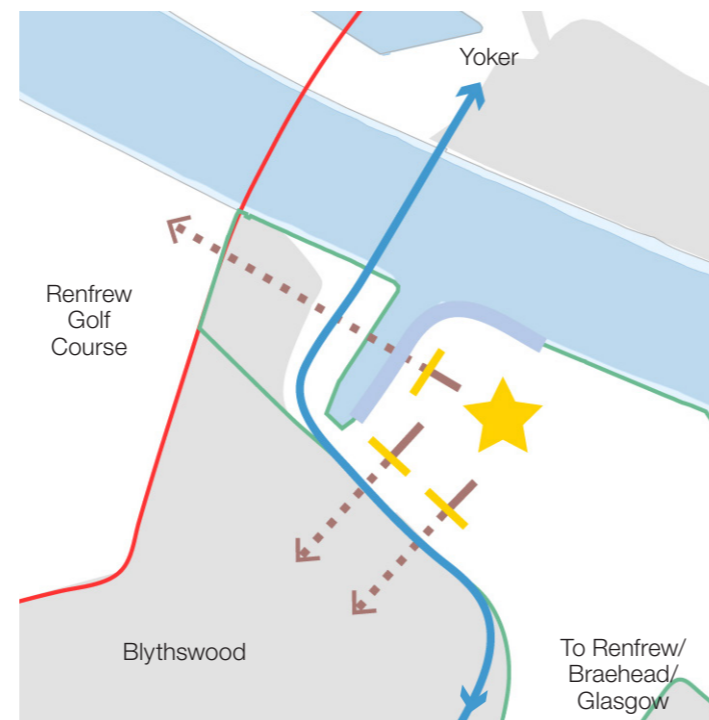 Yoker
Renfrew
Golf
Course
Blythswood
To Renfrew/
Braehead/
Glasgow